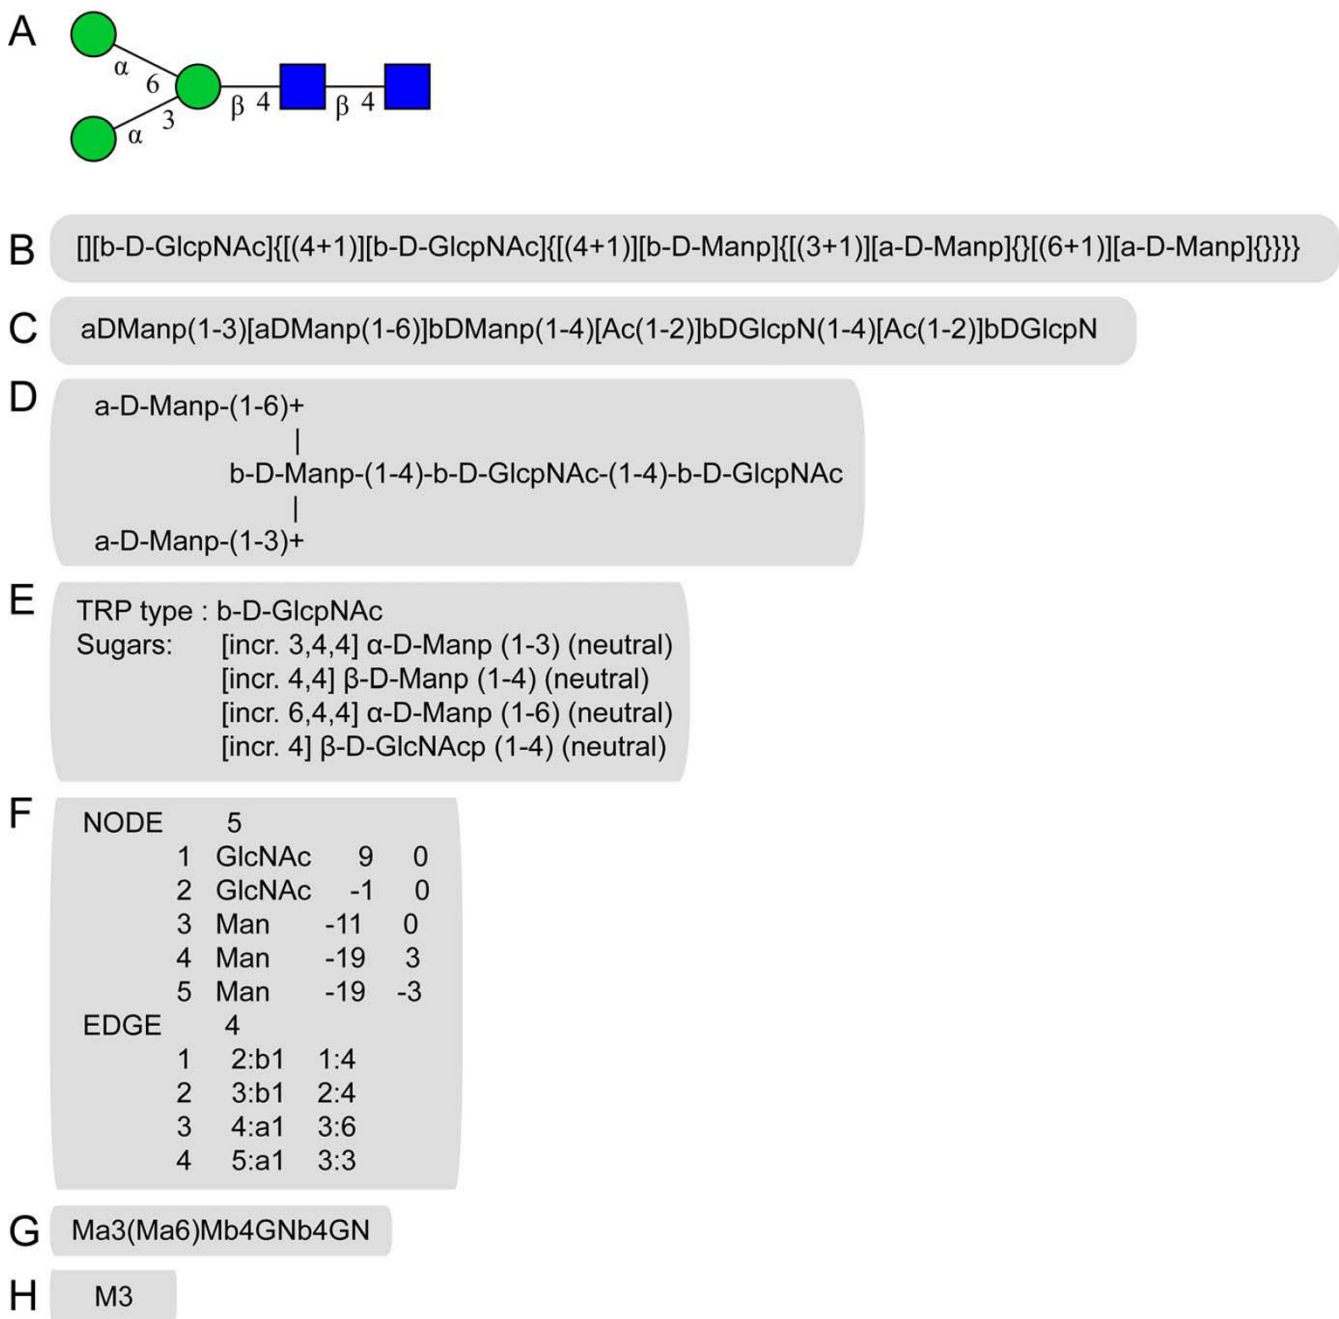 A
α 6
α 3
β 4 β 4
B [][b-D-GlcpNAc]{[(4+1)][b-D-GlcpNAc]{[(4+1)][b-D-Manp]{[(3+1)][a-D-Manp]{}[(6+1)][a-D-Manp]{}}}}
C aDManp(1-3)[aDManp(1-6)]bDManp(1-4)[Ac(1-2)]bDGlcpN(1-4)[Ac(1-2)]bDGlcpN
D a-D-Manp-(1-6)+
|
b-D-Manp-(1-4)-b-D-GlcpNAc-(1-4)-b-D-GlcpNAc
|
a-D-Manp-(1-3)+
E TRP type : b-D-GlcpNAc
Sugars: [incr. 3,4,4] α-D-Manp (1-3) (neutral)
[incr. 4,4] β-D-Manp (1-4) (neutral)
[incr. 6,4,4] α-D-Manp (1-6) (neutral)
[incr. 4] β-D-GlcNAcp (1-4) (neutral)
F NODE 5
1 GlcNAc 9 0
2 GlcNAc -1 0
3 Man -11 0
4 Man -19 3
5 Man -19 -3
EDGE 4
1 2:b1 1:4
2 3:b1 2:4
3 4:a1 3:6
4 5:a1 3:3
G Ma3(Ma6)Mb4GNb4GN
H M3